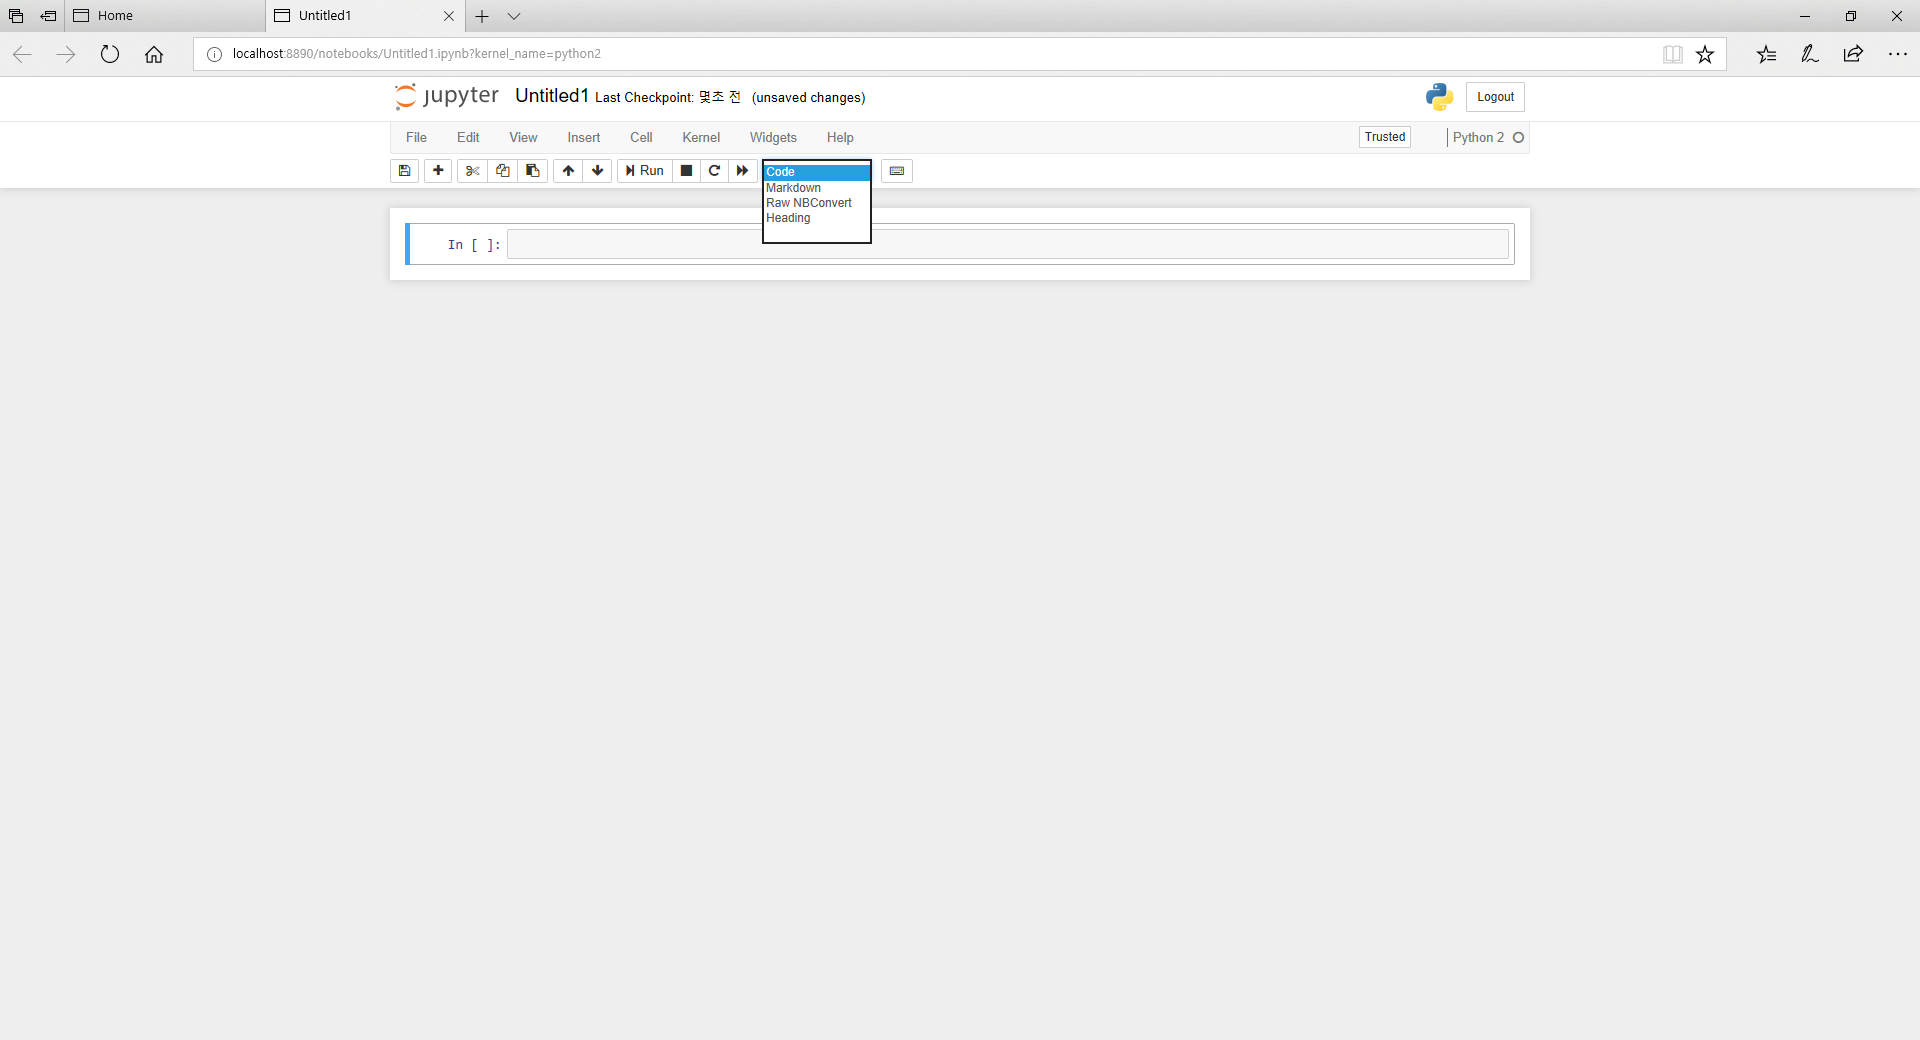 Home
Untitled1
localhost:8890/notebooks/Untitled1.ipynb?kernel_name=python2
jupyter Untitled1 Last Checkpoint: 몇초 전 (unsaved changes)
Logout
File Edit View Insert Cell Kernel Widgets Help
Trusted
Python 2
Run
Code
Markdown
Raw NBConvert
Heading
In [ ]: